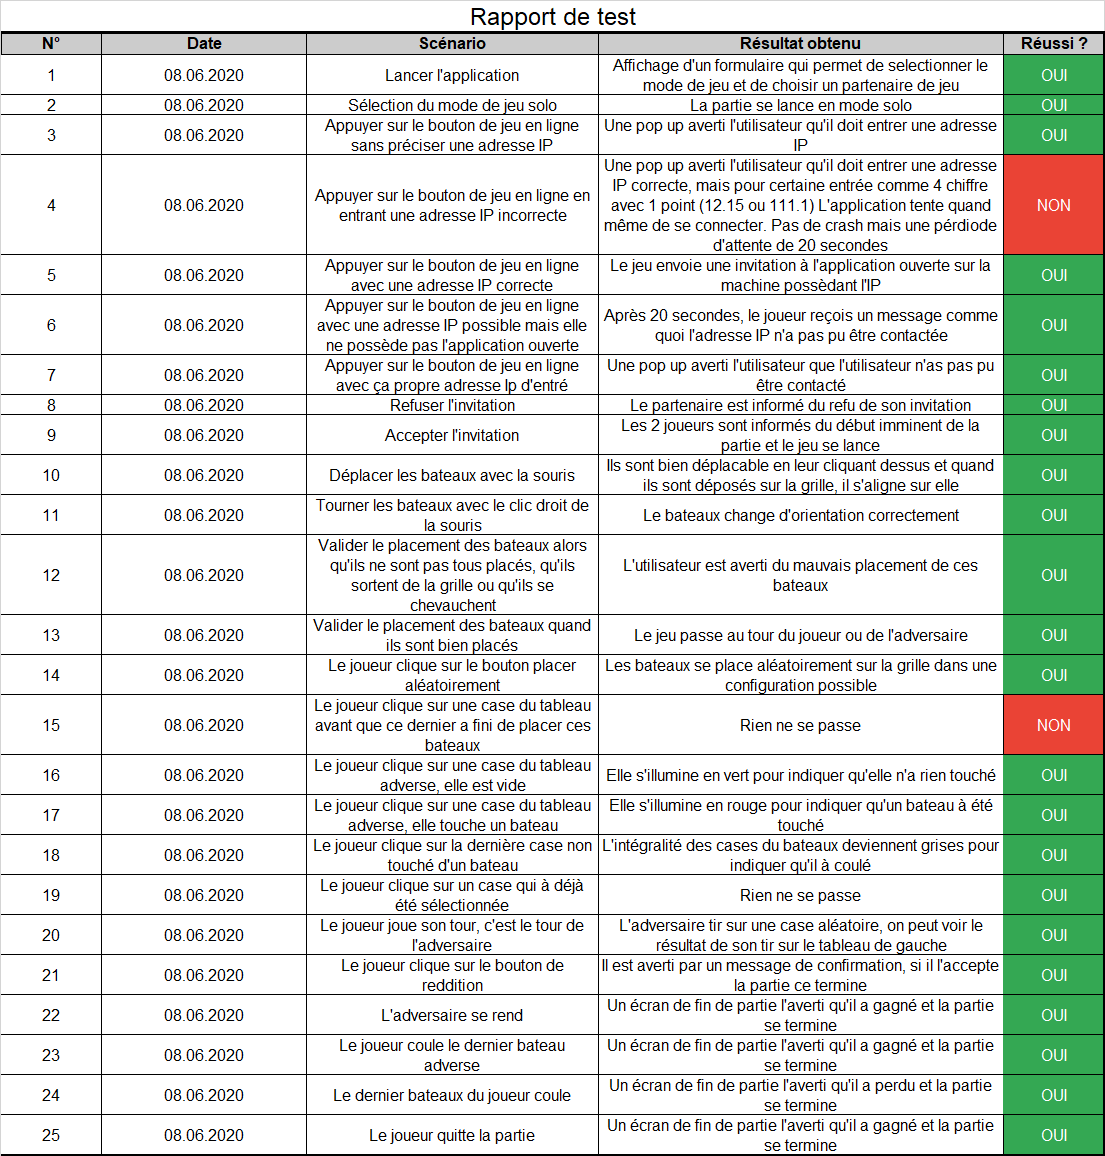 Rapport de test
N° Date Scénario Résultat obtenu Réussi ?
1 08.06.2020 Lancer l'application Affichage d'un formulaire qui permet de selectionner le
mode de jeu et de choisir un partenaire de jeu OUI
2 08.06.2020 Sélection du mode de jeu solo La partie se lance en mode solo OUI
3 08.06.2020 Appuyer sur le bouton de jeu en ligne
sans préciser une adresse IP Une pop up averti l'utilisateur qu'il doit entrer une adresse
IP OUI
4 08.06.2020 Appuyer sur le bouton de jeu en ligne en
entrant une adresse IP incorrecte Une pop up averti l'utilisateur qu'il doit entrer une adresse
IP correcte, mais pour certaine entrée comme 4 chiffre
avec 1 point (12.15 ou 111.1) L'application tente quand
même de se connecter. Pas de crash mais une pérdiode
d'attente de 20 secondes NON
5 08.06.2020 Appuyer sur le bouton de jeu en ligne
avec une adresse IP correcte Le jeu envoie une invitation à l'application ouverte sur la
machine possèdant l'IP OUI
6 08.06.2020 Appuyer sur le bouton de jeu en ligne
avec une adresse IP possible mais elle
ne possède pas l'application ouverte Après 20 secondes, le joueur reçois un message comme
quoi l'adresse IP n'a pas pu être contactée OUI
7 08.06.2020 Appuyer sur le bouton de jeu en ligne
avec ça propre adresse Ip d'entré Une pop up averti l'utilisateur que l'utilisateur n'as pas pu
être contacté OUI
8 08.06.2020 Refuser l'invitation Le partenaire est informé du refu de son invitation OUI
9 08.06.2020 Accepter l'invitation Les 2 joueurs sont informés du début imminent de la
partie et le jeu se lance OUI
10 08.06.2020 Déplacer les bateaux avec la souris Ils sont bien déplacable en leur cliquant dessus et quand
ils sont déposés sur la grille, il s'aligne sur elle OUI
11 08.06.2020 Tourner les bateaux avec le clic droit de
la souris Le bateaux change d'orientation correctement OUI
12 08.06.2020 Valider le placement des bateaux alors
qu'ils ne sont pas tous placés, qu'ils
sortent de la grille ou qu'ils se
chevauchent L'utilisateur est averti du mauvais placement de ces
bateaux OUI
13 08.06.2020 Valider le placement des bateaux quand
ils sont bien placés Le jeu passe au tour du joueur ou de l'adversaire OUI
14 08.06.2020 Le joueur clique sur le bouton placer
aléatoirement Les bateaux se place aléatoirement sur la grille dans une
configuration possible OUI
15 08.06.2020 Le joueur clique sur une case du tableau
avant que ce dernier a fini de placer ces
bateaux Rien ne se passe NON
16 08.06.2020 Le joueur clique sur une case du tableau
adverse, elle est vide Elle s'illumine en vert pour indiquer qu'elle n'a rien touché OUI
17 08.06.2020 Le joueur clique sur une case du tableau
adverse, elle touche un bateau Elle s'illumine en rouge pour indiquer qu'un bateau à été
touché OUI
18 08.06.2020 Le joueur clique sur la dernière case non
touché d'un bateau L'intégralité des cases du bateaux deviennent grises pour
indiquer qu'il à coulé OUI
19 08.06.2020 Le joueur clique sur un case qui à déjà
été sélectionnée Rien ne se passe OUI
20 08.06.2020 Le joueur joue son tour, c'est le tour de
l'adversaire L'adversaire tir sur une case aléatoire, on peut voir le
résultat de son tir sur le tableau de gauche OUI
21 08.06.2020 Le joueur clique sur le bouton de
reddition Il est averti par un message de confirmation, si il l'accepte
la partie ce termine OUI
22 08.06.2020 L'adversaire se rend Un écran de fin de partie l'averti qu'il a gagné et la partie
se termine OUI
23 08.06.2020 Le joueur coule le dernier bateau
adverse Un écran de fin de partie l'averti qu'il a gagné et la partie
se termine OUI
24 08.06.2020 Le dernier bateaux du joueur coule Un écran de fin de partie l'averti qu'il a perdu et la partie
se termine OUI
25 08.06.2020 Le joueur quitte la partie Un écran de fin de partie l'averti qu'il a gagné et la partie
se termine OUI